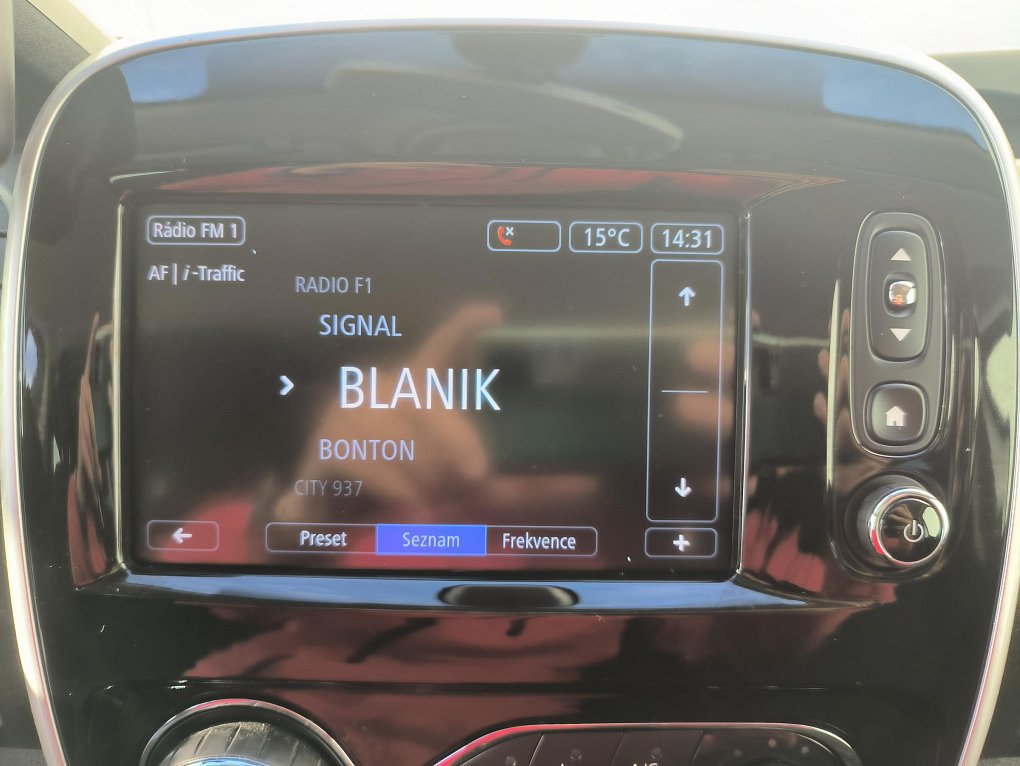 Rádio FM 1
15°C
14:31
AF | i-Traffic
RADIO F1
SIGNAL
BLANIK
BONTON
CITY 937
Preset
Seznam
Frekvence